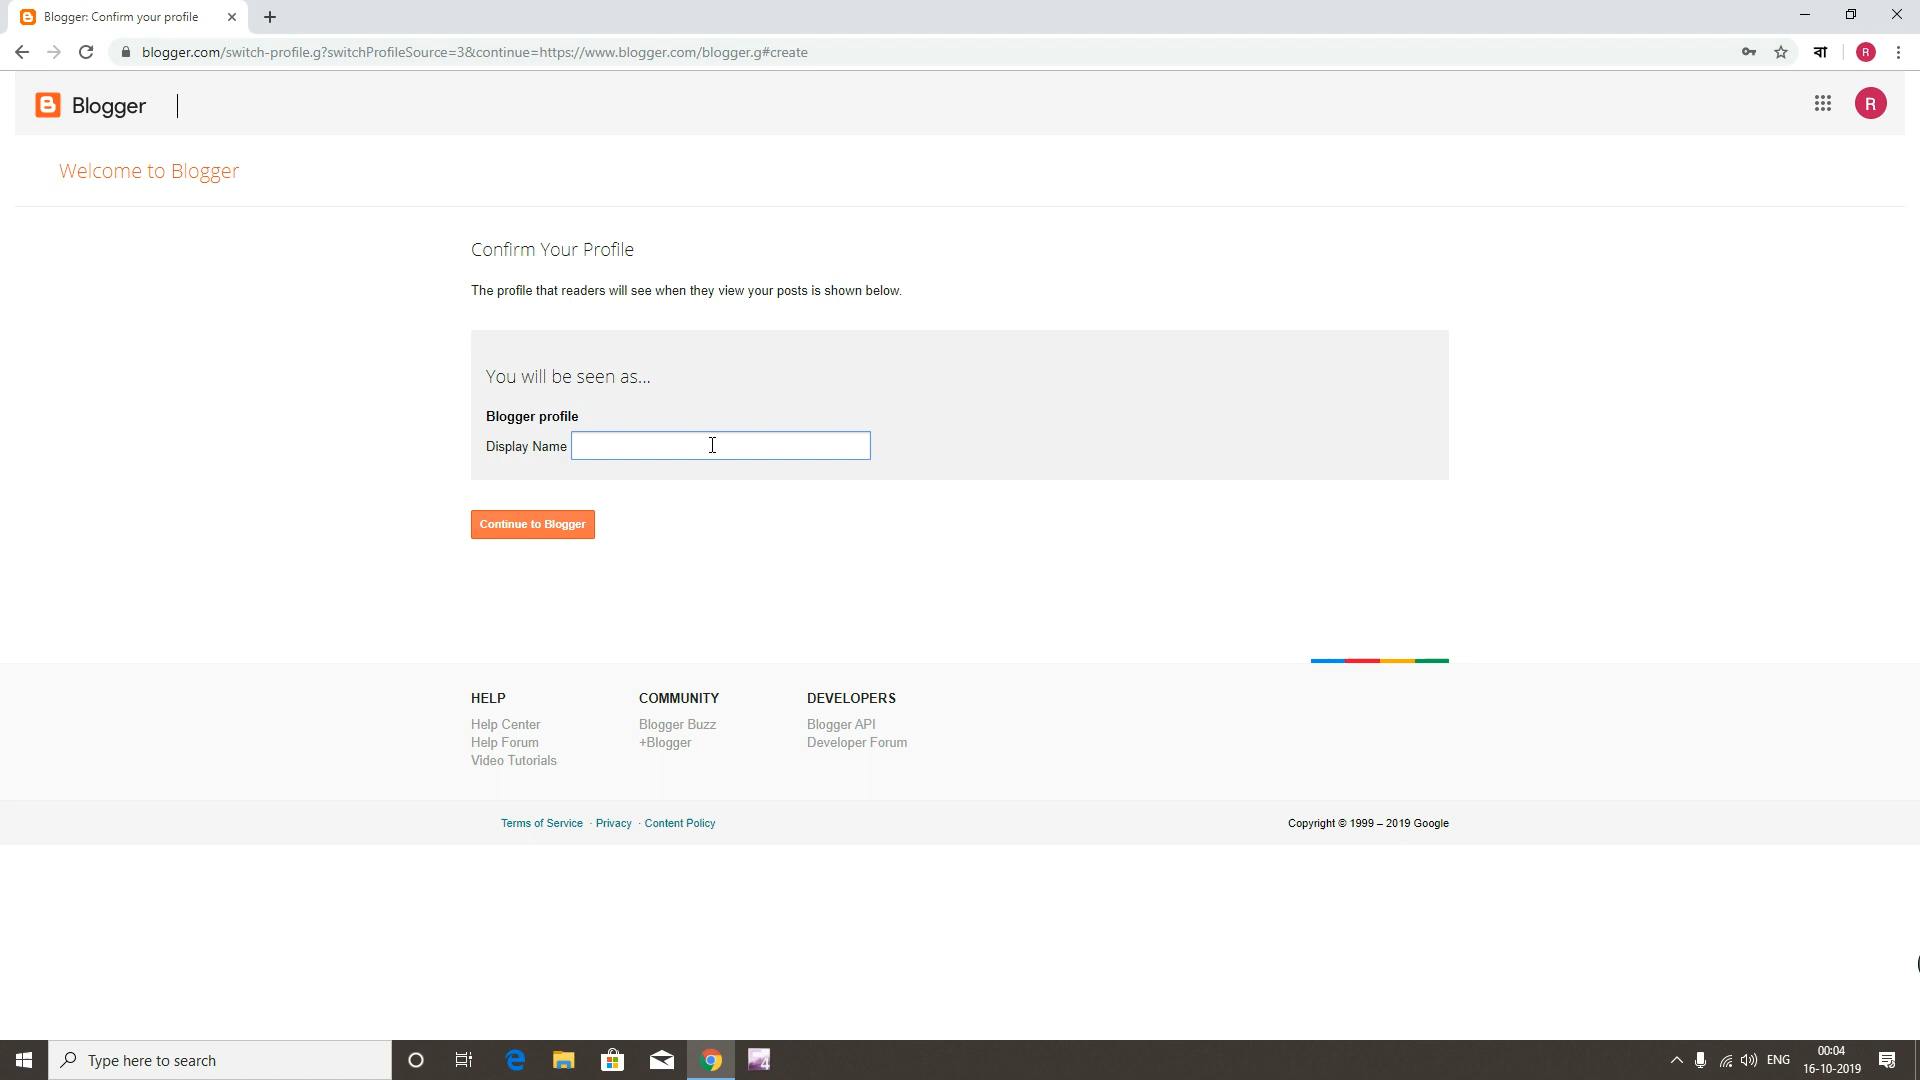 Blogger: Confirm your profile
blogger.com/switch-profile.g?switchProfileSource=3&continue=https://www.blogger.com/blogger.g#create
বা
R
Blogger
R
Welcome to Blogger
Confirm Your Profile
The profile that readers will see when they view your posts is shown below.
You will be seen as...
Blogger profile
Display Name
Continue to Blogger
HELP
Help Center
Help Forum
Video Tutorials
COMMUNITY
Blogger Buzz
+Blogger
DEVELOPERS
Blogger API
Developer Forum
Terms of Service · Privacy · Content Policy
Copyright © 1999 – 2019 Google
Type here to search
4
ENG
00:04
16-10-2019